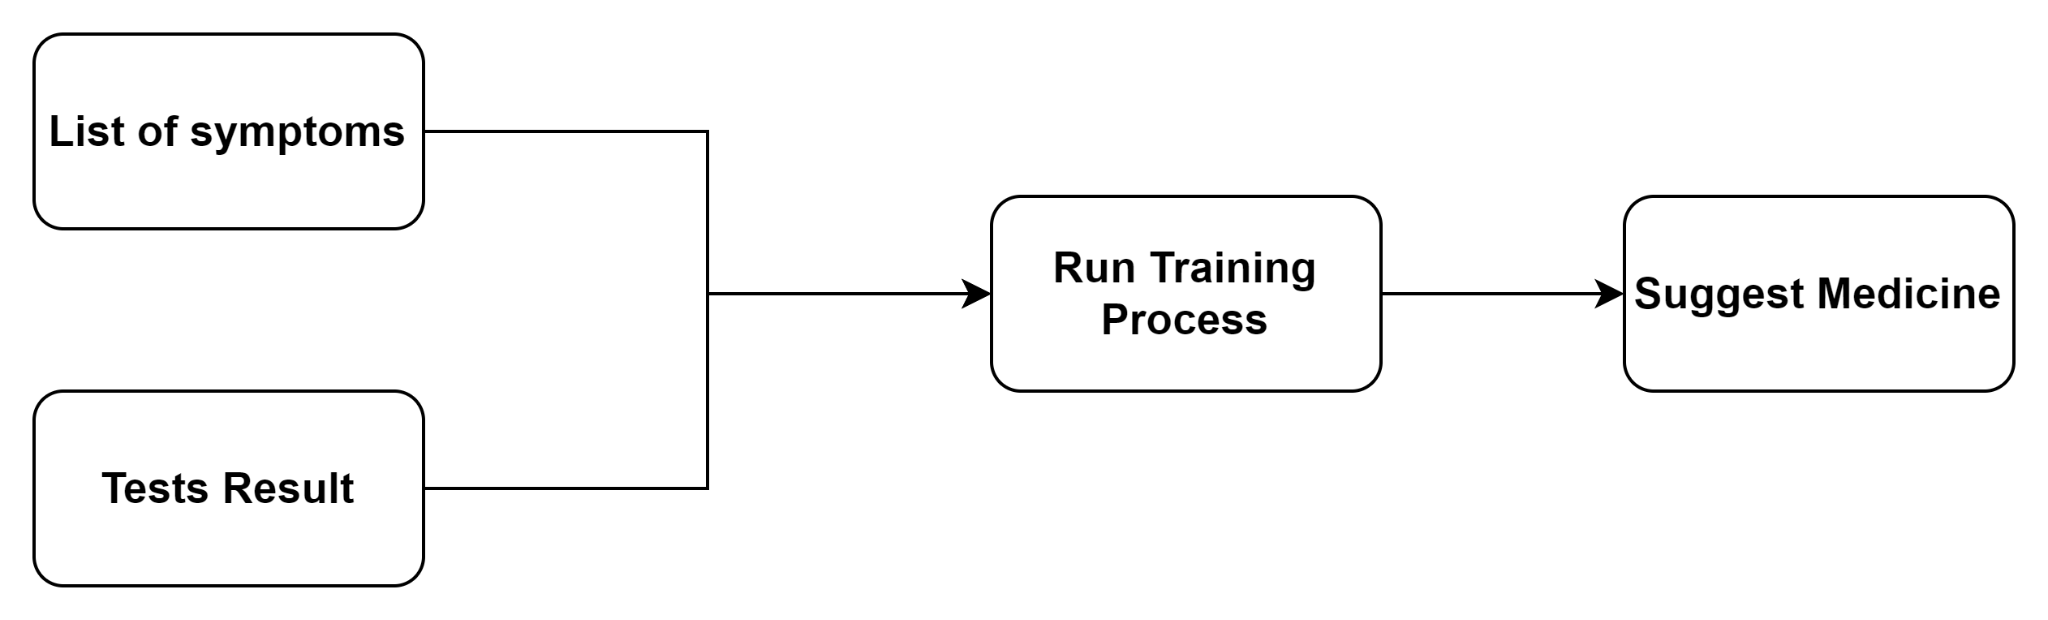 List of symptoms
Tests Result
Run Training
Process
Suggest Medicine